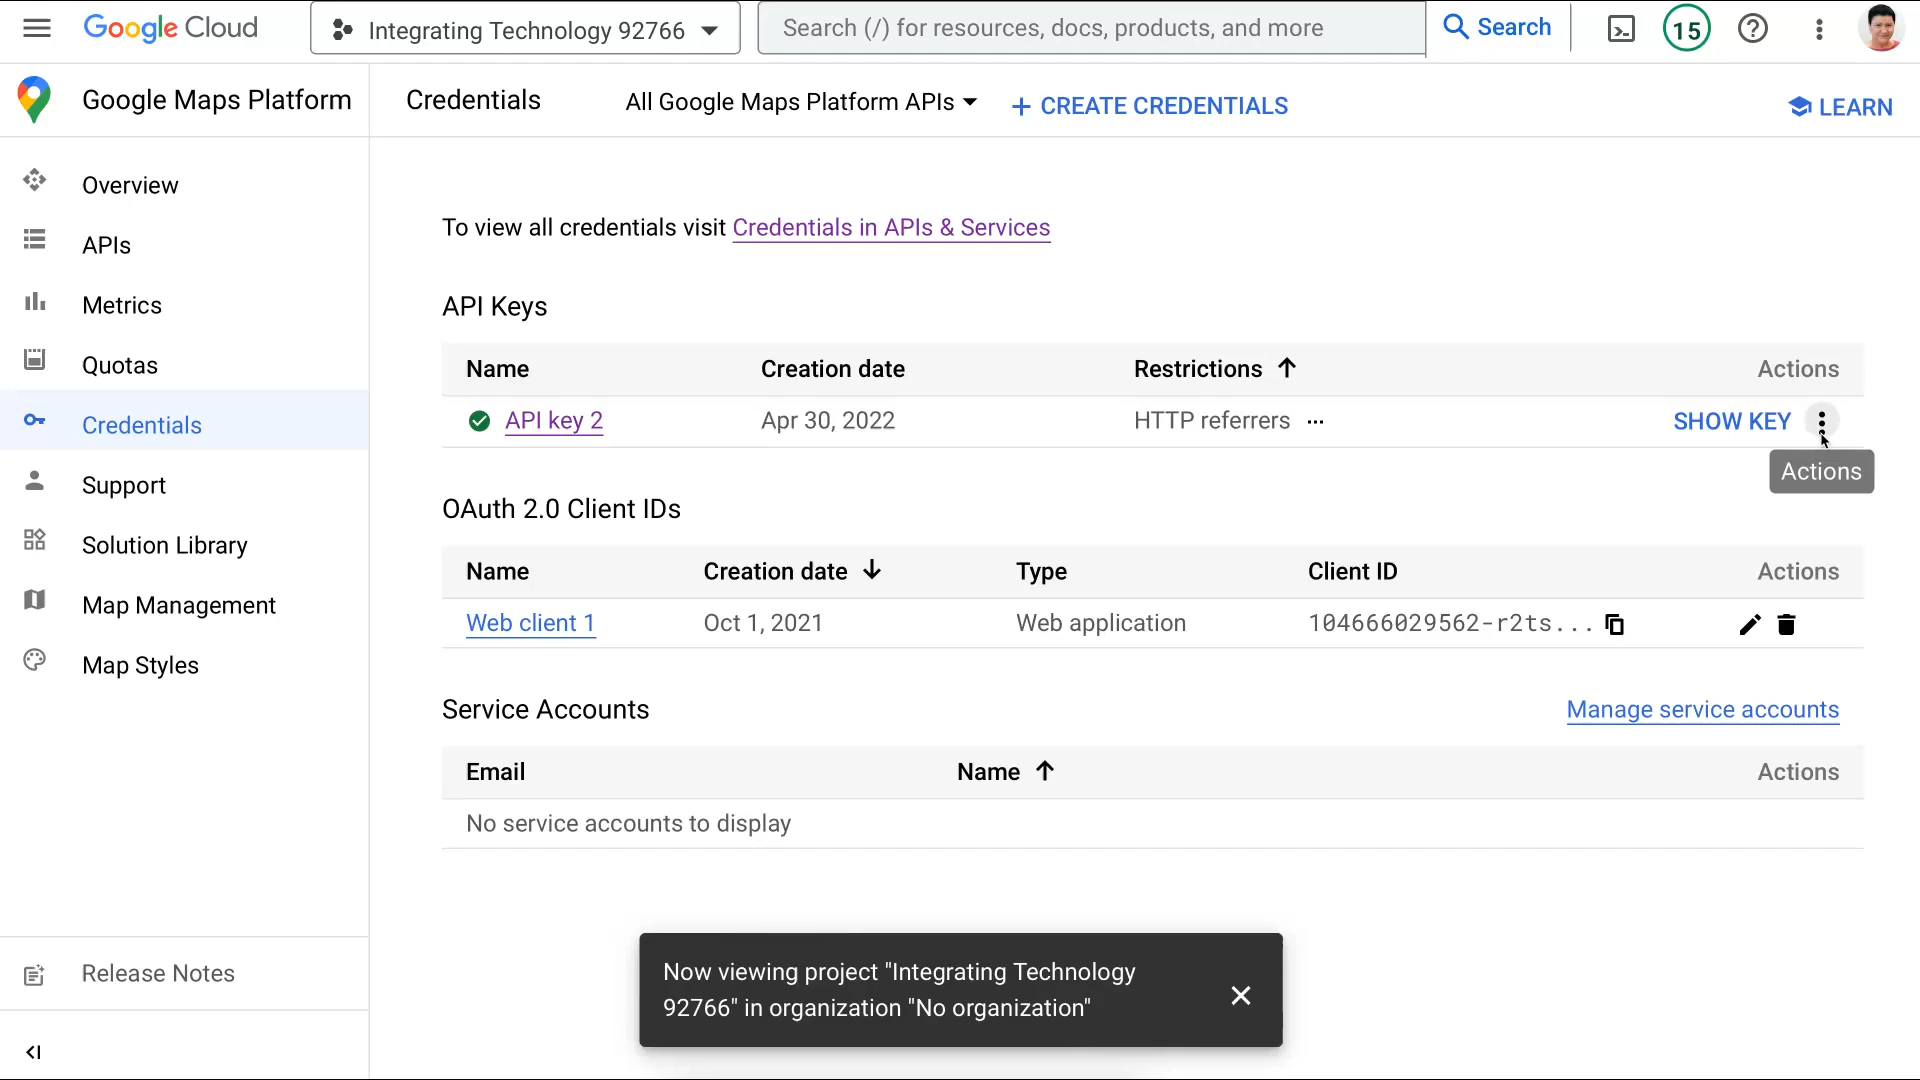 Google Cloud
Integrating Technology 92766
Search (/) for resources, docs, products, and more
Search
15
Google Maps Platform
Credentials
All Google Maps Platform APIs
+ CREATE CREDENTIALS
LEARN
Overview
APIs
Metrics
Quotas
Credentials
Support
Solution Library
Map Management
Map Styles
Release Notes
To view all credentials visit Credentials in APIs & Services
API Keys
Name Creation date Restrictions Actions
API key 2 Apr 30, 2022 HTTP referrers ... SHOW KEY
Actions
OAuth 2.0 Client IDs
Name Creation date Type Client ID Actions
Web client 1 Oct 1, 2021 Web application 104666029562-r2ts...
Service Accounts Manage service accounts
Email Name Actions
No service accounts to display
Now viewing project "Integrating Technology
92766" in organization "No organization"